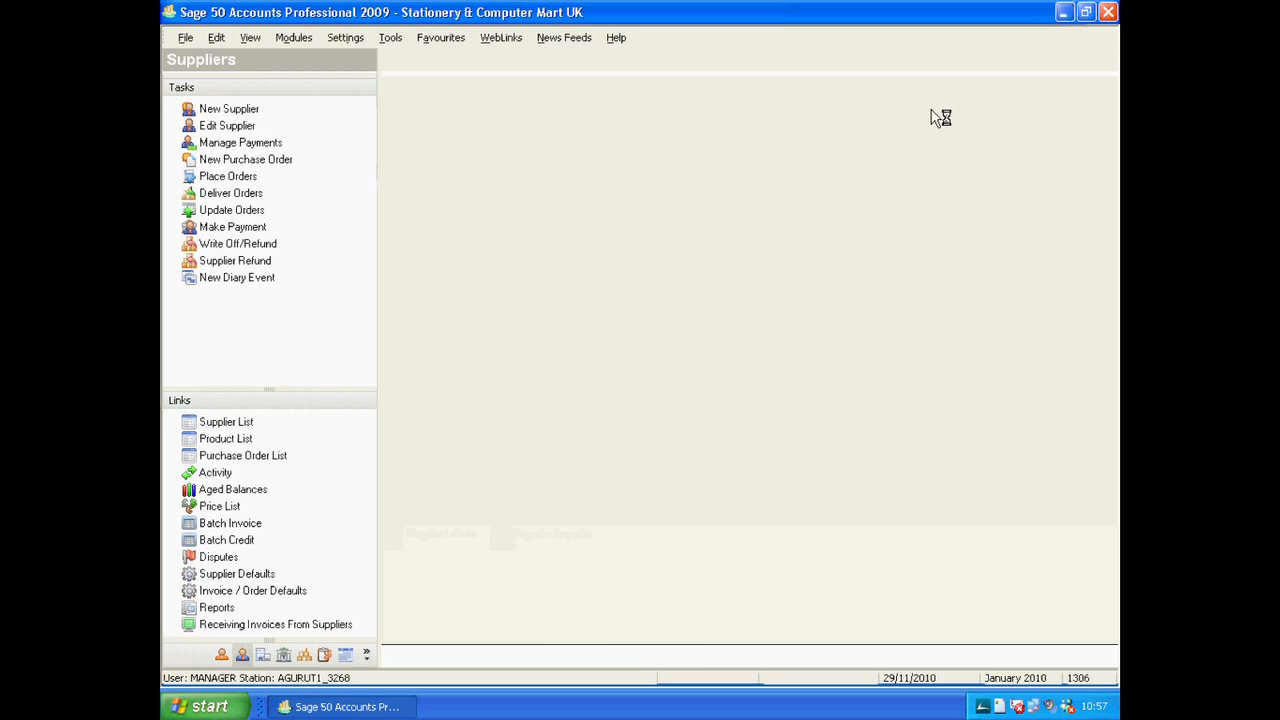 Sage 50 Accounts Professional 2009 - Stationery & Computer Mart UK
File Edit View Modules Settings Tools Favourites WebLinks News Feeds Help
Suppliers
Tasks
New Supplier
Edit Supplier
Manage Payments
New Purchase Order
Place Orders
Deliver Orders
Update Orders
Make Payment
Write Off/Refund
Supplier Refund
New Diary Event
Links
Supplier List
Product List
Purchase Order List
Activity
Aged Balances
Price List
Batch Invoice
Batch Credit
Disputes
Supplier Defaults
Invoice / Order Defaults
Reports
Receiving Invoices From Suppliers
User: MANAGER Station: AGURUT1_3268 29/11/2010 January 2010 1306
start Sage 50 Accounts Pr... 10:57